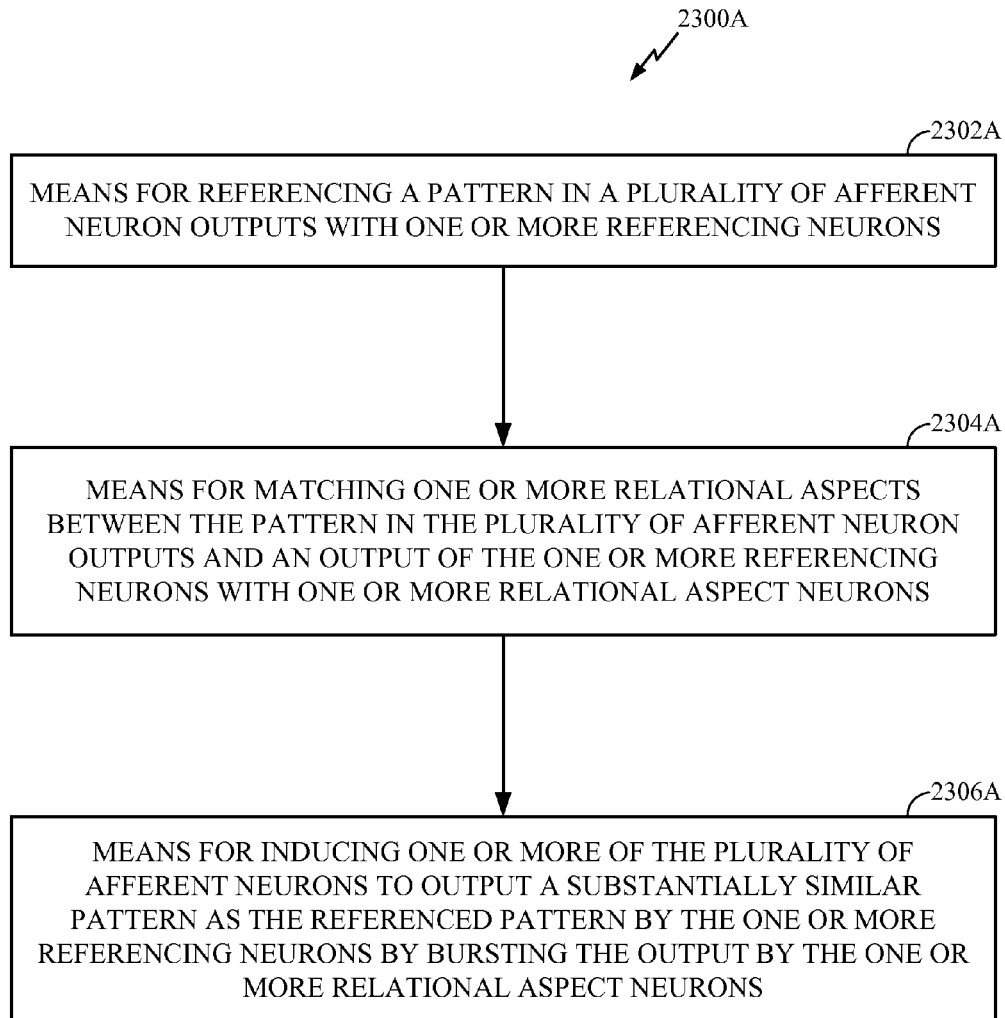 2300A
2302A
MEANS FOR REFERENCING A PATTERN IN A PLURALITY OF AFFERENT
NEURON OUTPUTS WITH ONE OR MORE REFERENCING NEURONS
2304A
MEANS FOR MATCHING ONE OR MORE RELATIONAL ASPECTS
BETWEEN THE PATTERN IN THE PLURALITY OF AFFERENT NEURON
OUTPUTS AND AN OUTPUT OF THE ONE OR MORE REFERENCING
NEURONS WITH ONE OR MORE RELATIONAL ASPECT NEURONS
2306A
MEANS FOR INDUCING ONE OR MORE OF THE PLURALITY OF
AFFERENT NEURONS TO OUTPUT A SUBSTANTIALLY SIMILAR
PATTERN AS THE REFERENCED PATTERN BY THE ONE OR MORE
REFERENCING NEURONS BY BURSTING THE OUTPUT BY THE ONE OR
MORE RELATIONAL ASPECT NEURONS